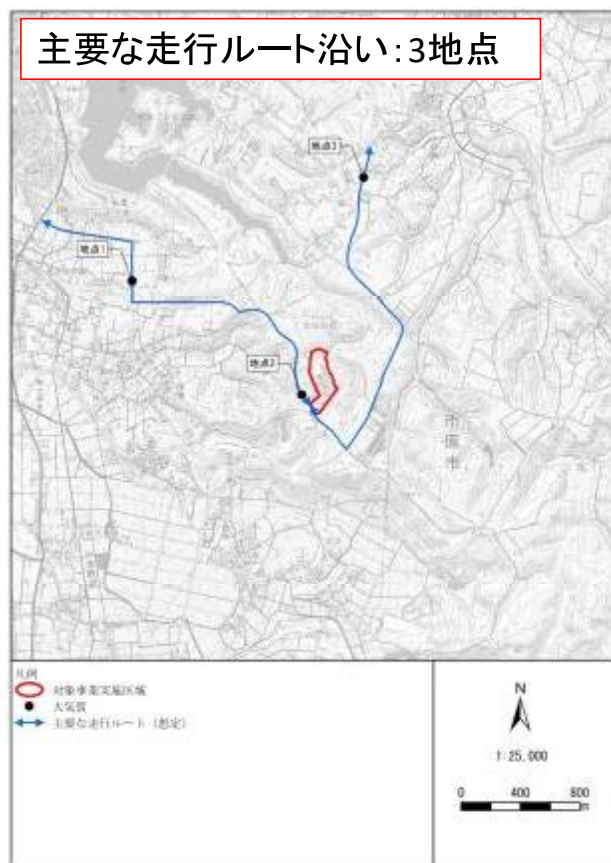 主要な走行ルート沿い:3地点
地点3
地点1
地点2
市原市
凡例
対象事業実施区域
大気質
主要な走行ルート（想定）
N
1:25,000
0 400 800
m